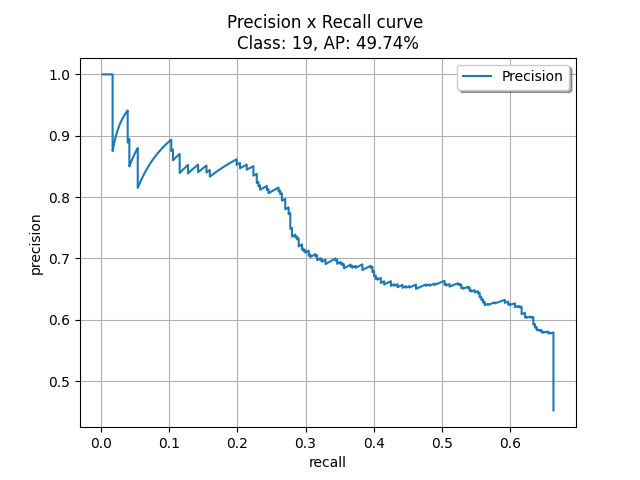 Precision x Recall curve
Class: 19, AP: 49.74%
Precision
1.0
0.9
0.8
0.7
0.6
0.5
precision
0.0 0.1 0.2 0.3 0.4 0.5 0.6
recall